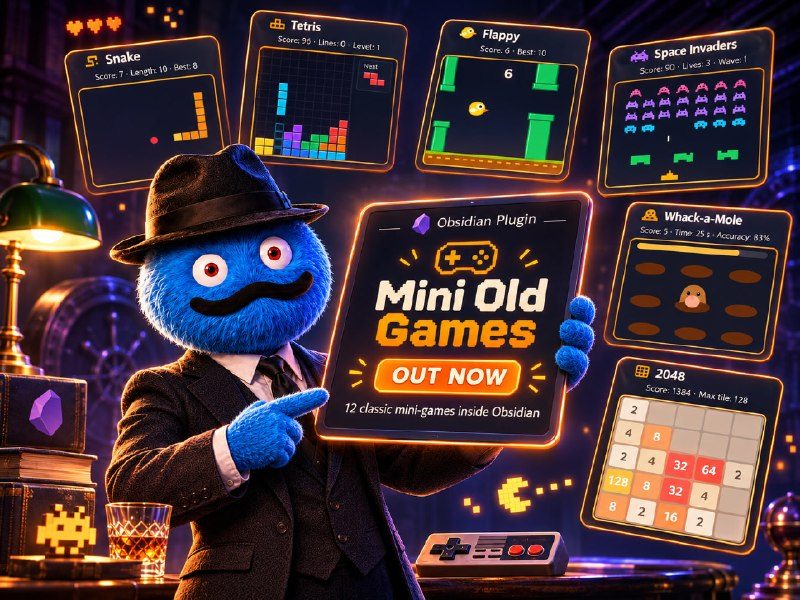 Snake
Score: 7 · Length: 10 · Best: 8
Tetris
Score: 96 · Lines: 0 · Level: 1
Next
Flappy
Score: 6 · Best: 10
6
Space Invaders
Score: 90 · Lives: 3 · Wave: 1
Obsidian Plugin
Mini Old
Games
OUT NOW
12 classic mini-games inside Obsidian
Whack-a-Mole
Score: 5 · Time: 25 s · Accuracy: 83%
2048
Score: 1384 · Max tile: 128
2
4 8
32 64 2
128 8 32 4
8 2 16 2